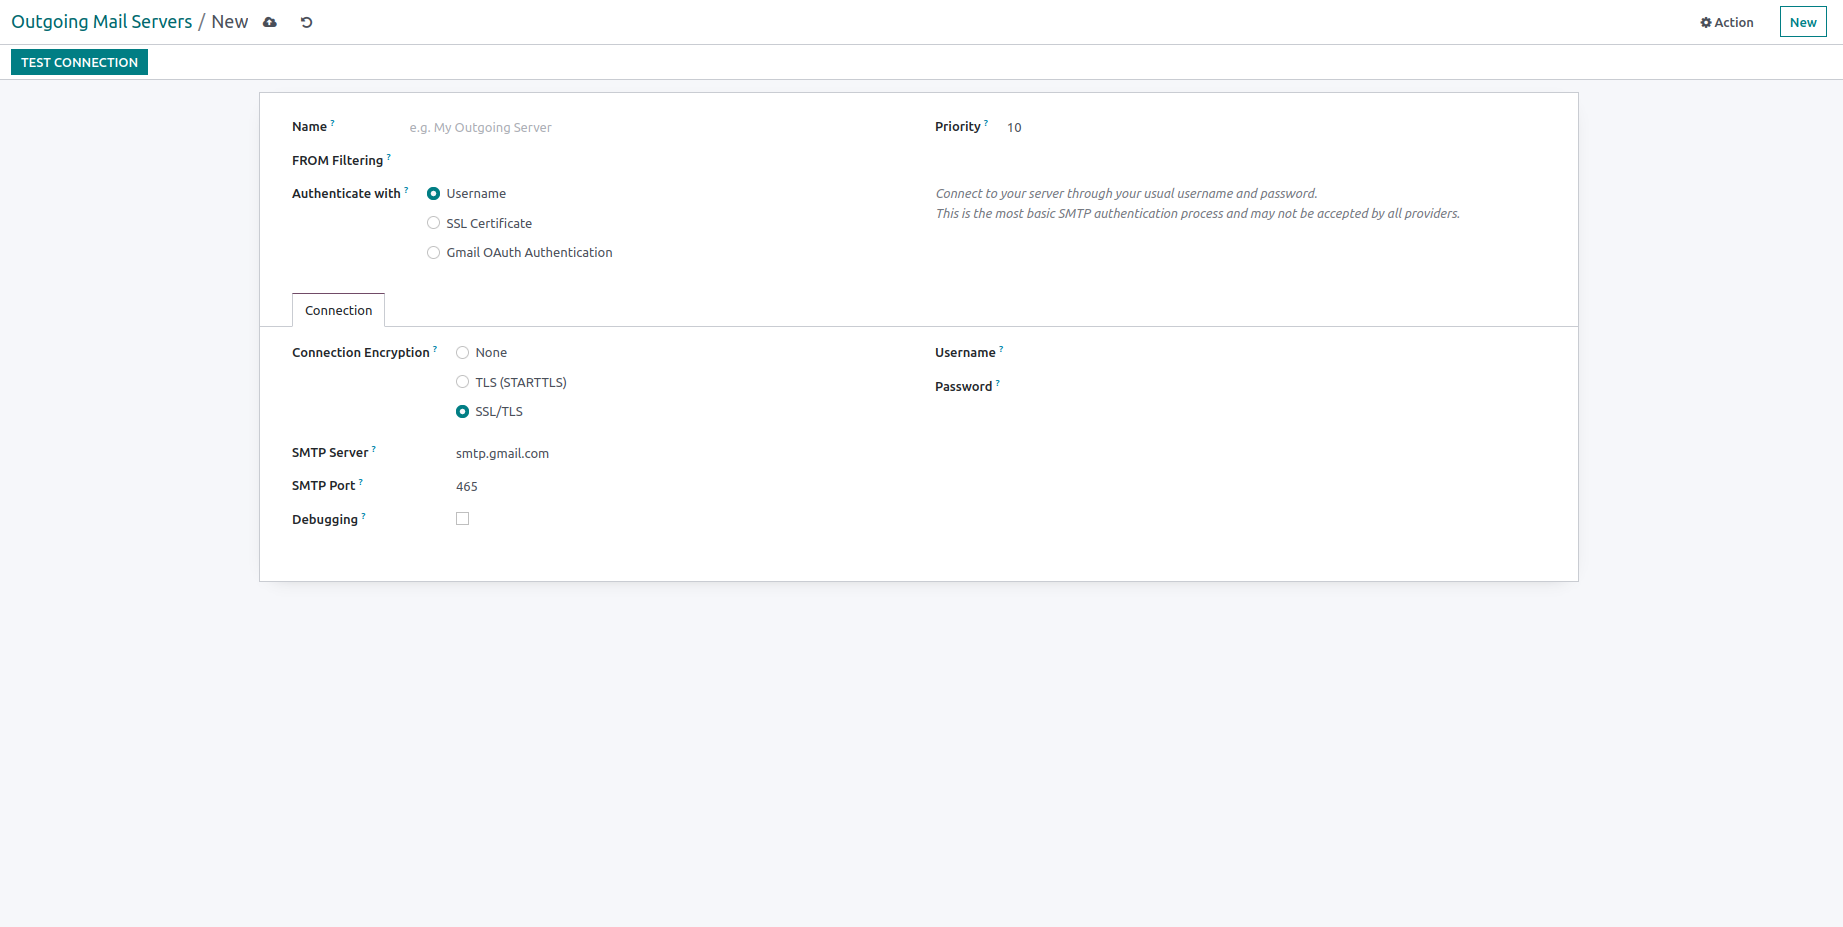 Outgoing Mail Servers / New
Action
New
TEST CONNECTION
Name ?
e.g. My Outgoing Server
Priority ?
10
FROM Filtering ?
Authenticate with ?
Username
SSL Certificate
Gmail OAuth Authentication
Connect to your server through your usual username and password.
This is the most basic SMTP authentication process and may not be accepted by all providers.
Connection
Connection Encryption ?
None
TLS (STARTTLS)
SSL/TLS
Username ?
Password ?
SMTP Server ?
smtp.gmail.com
SMTP Port ?
465
Debugging ?